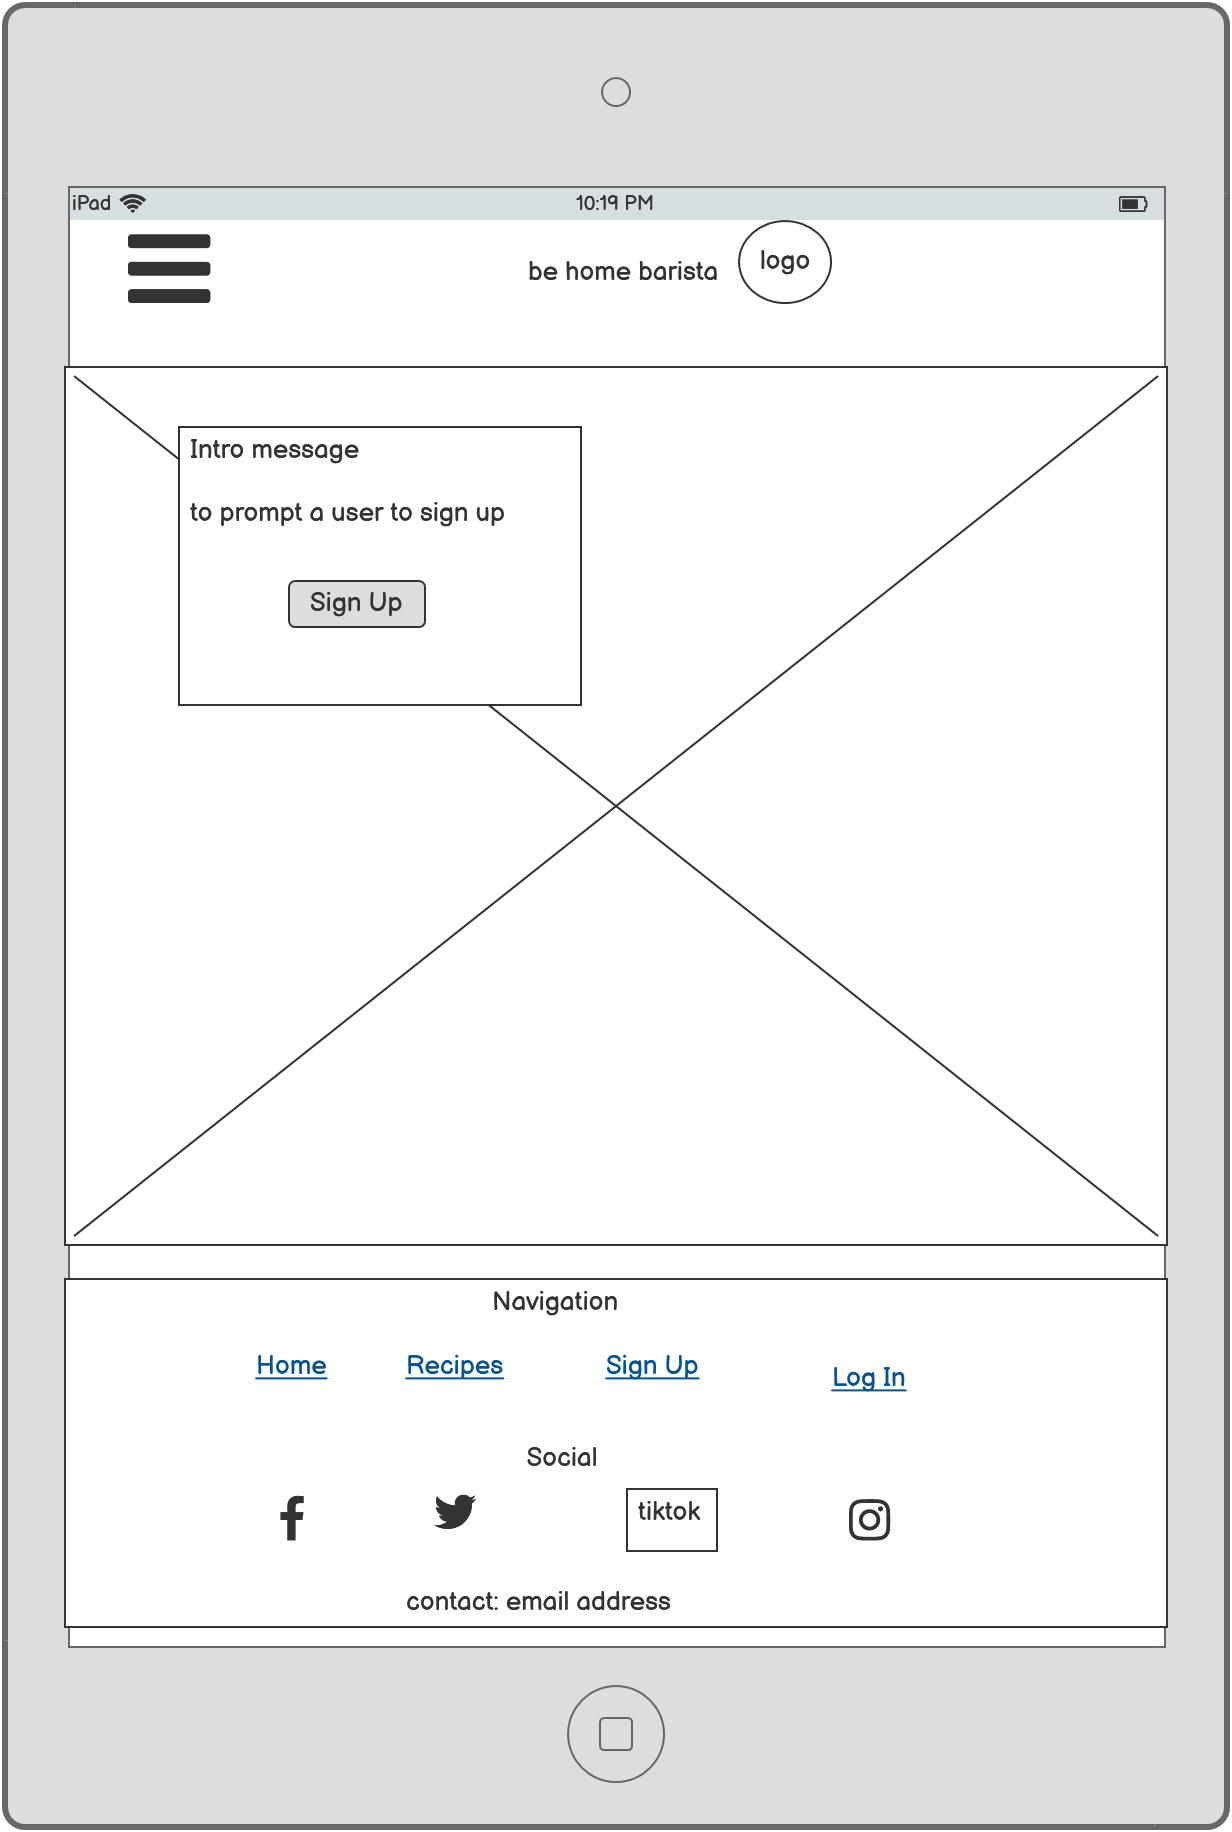 iPad 10:19 PM
be home barista logo
Intro message
to prompt a user to sign up
Sign Up
Navigation
Home Recipes Sign Up Log In
Social
tiktok
contact: email address